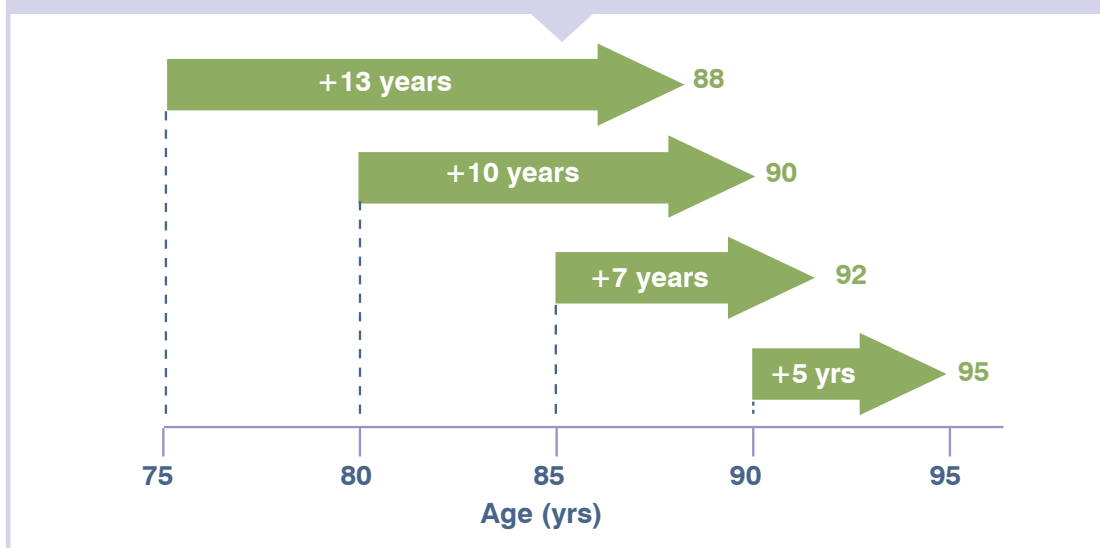 +13 years 88
+10 years 90
+7 years 92
+5 yrs 95
75 80 85 90 95
Age (yrs)